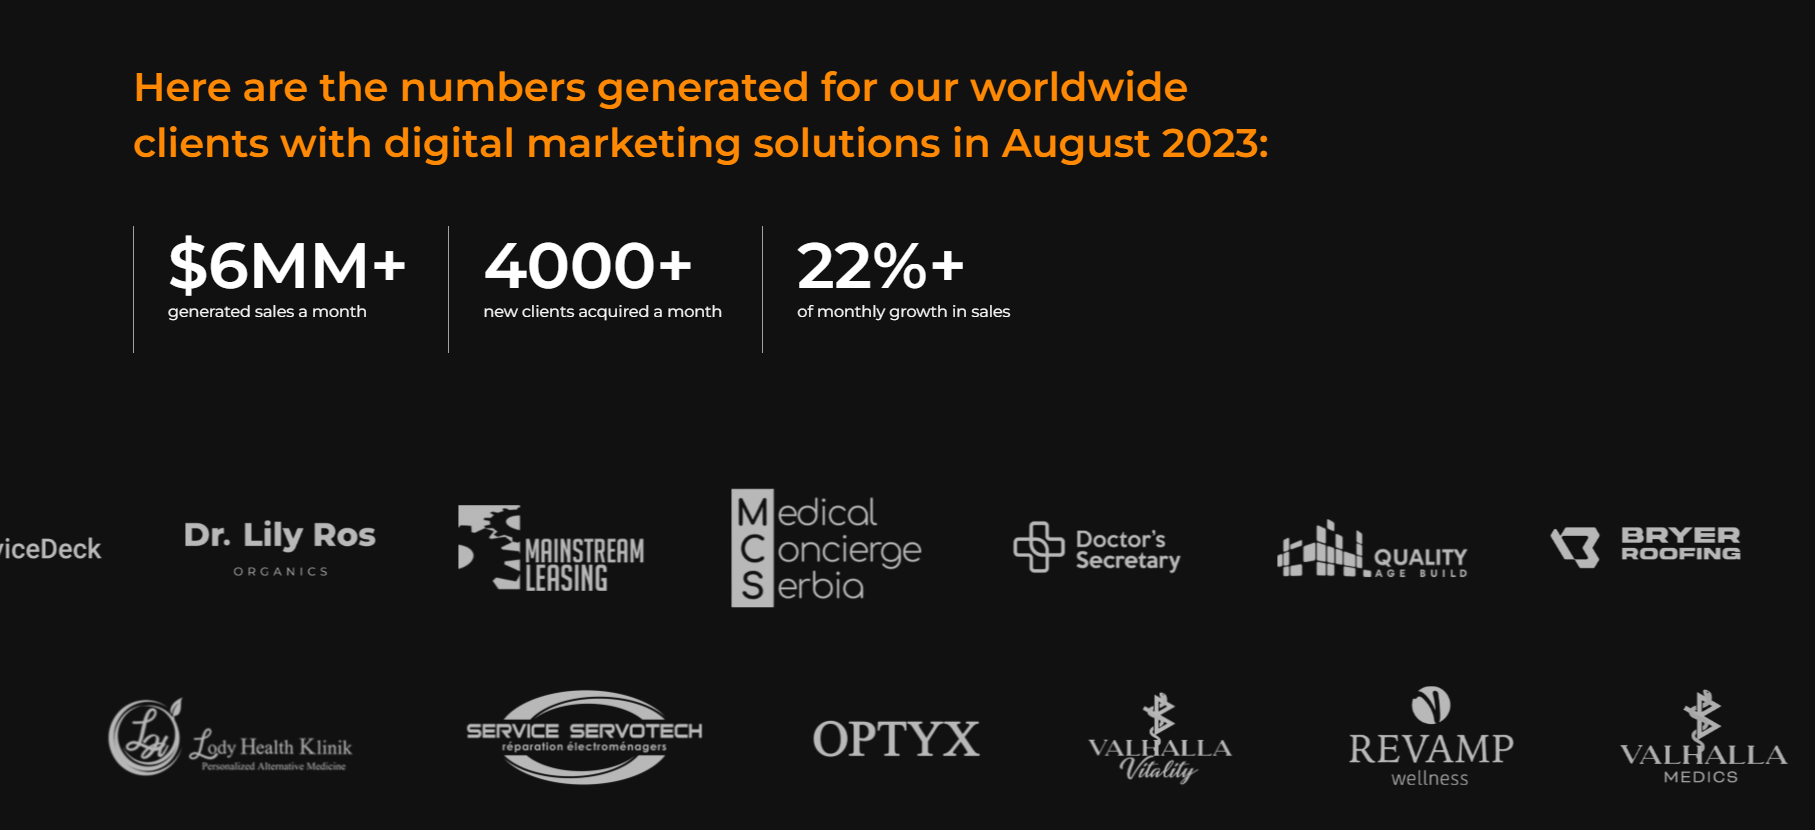 Here are the numbers generated for our worldwide
clients with digital marketing solutions in August 2023:
$6MM+
generated sales a month
4000+
new clients acquired a month
22%+
of monthly growth in sales
viceDeck
Dr. Lily Ros
ORGANICS
MAINSTREAM
LEASING
Medical
Concierge
Serbia
Doctor's
Secretary
QUALITY
AGE BUILD
BRYER
ROOFING
LH
Lody Health Klinik
Personalized Alternative Medicine
SERVICE SERVOTECH
réparation électroménagers
OPTYX
VALHALLA
Vitality
REVAMP
wellness
VALHALLA
MEDICS